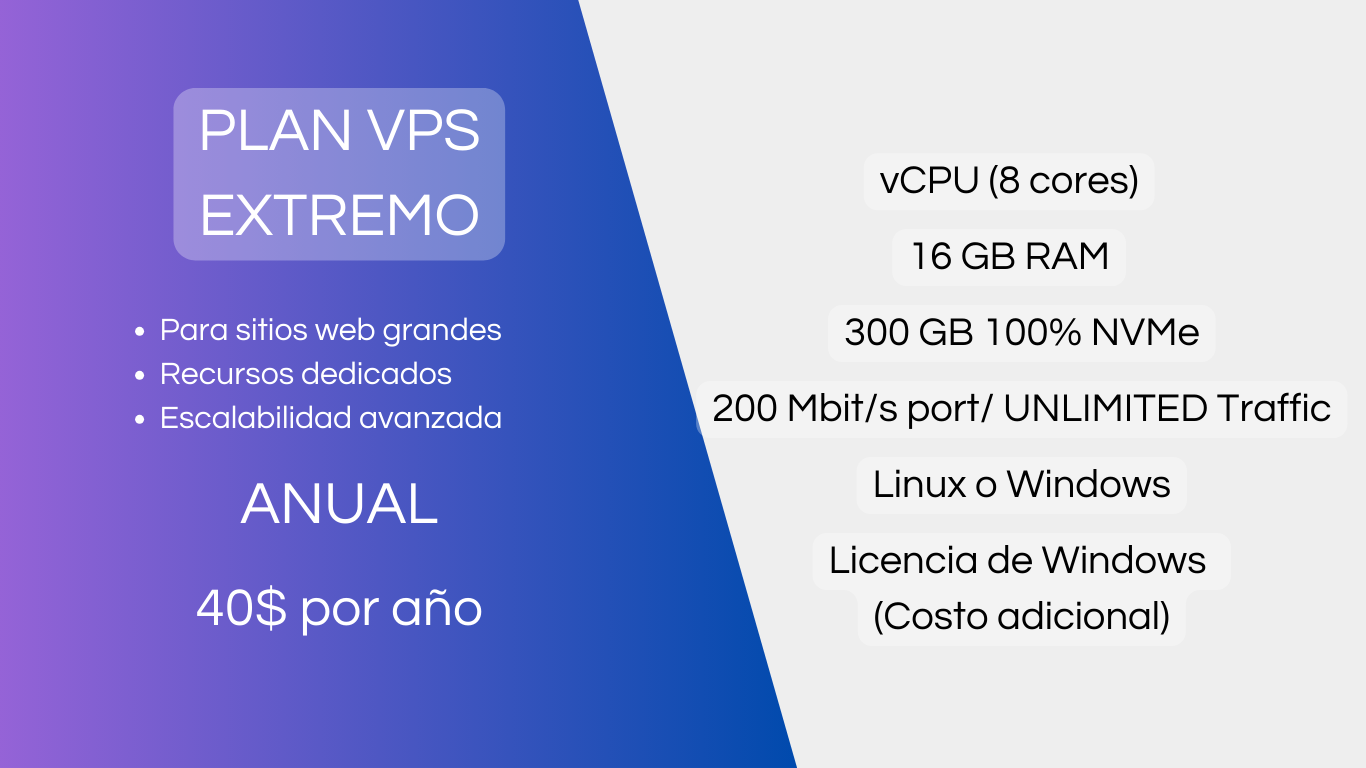 PLAN VPS
EXTREMO
• Para sitios web grandes
• Recursos dedicados
• Escalabilidad avanzada
ANUAL
40$ por año
vCPU (8 cores)
16 GB RAM
300 GB 100% NVMe
200 Mbit/s port/ UNLIMITED Traffic
Linux o Windows
Licencia de Windows
(Costo adicional)